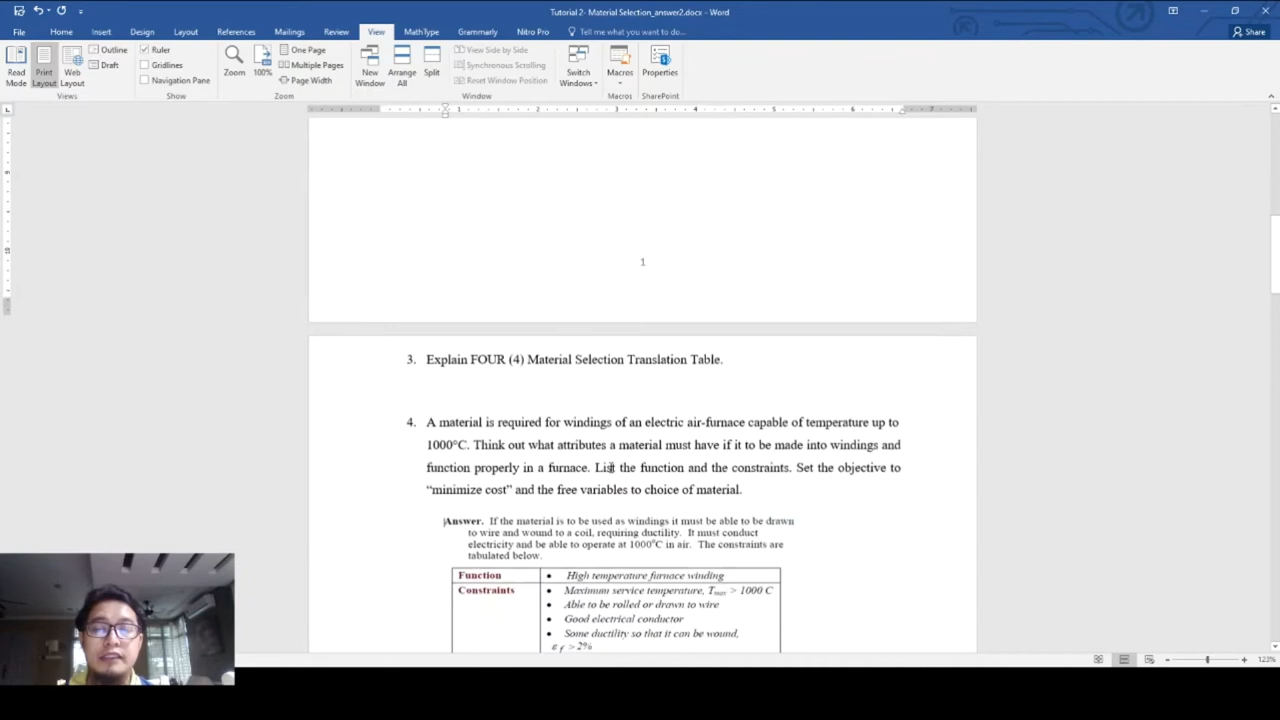 Tutorial 2- Material Selection_answer2.docx - Word
File Home Insert Design Layout References Mailings Review View MathType Grammarly Nitro Pro Tell me what you want to do... Share
Read Mode
Print Layout
Web Layout
Outline
Draft
Views
Ruler
Gridlines
Navigation Pane
Show
Zoom
100%
One Page
Multiple Pages
Page Width
Zoom
New Window
Arrange All
Split
View Side by Side
Synchronous Scrolling
Reset Window Position
Window
Switch Windows
Macros
Macros
Properties
SharePoint
1 2 3 4 5 6 7
9
10
1
3. Explain FOUR (4) Material Selection Translation Table.
4. A material is required for windings of an electric air-furnace capable of temperature up to
1000°C. Think out what attributes a material must have if it to be made into windings and
function properly in a furnace. List the function and the constraints. Set the objective to
“minimize cost” and the free variables to choice of material.
Answer. If the material is to be used as windings it must be able to be drawn
to wire and wound to a coil, requiring ductility. It must conduct
electricity and be able to operate at 1000°C in air. The constraints are
tabulated below.
Function • High temperature furnace winding
Constraints • Maximum service temperature, Tmax > 1000 C
• Able to be rolled or drawn to wire
• Good electrical conductor
• Some ductility so that it can be wound,
ε f > 2%
123%